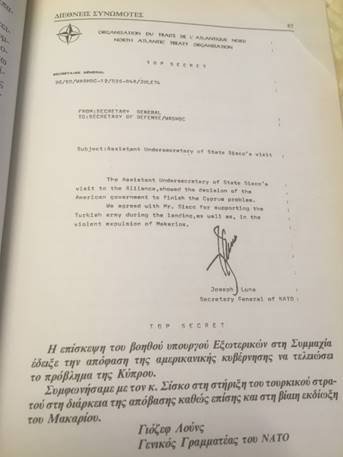 ΔΙΕΘΝΕΙΣ ΣΥΝΩΜΟΤΕΣ
ORGANISATION DU TRAITE DE L'ATLANTIQUE NORD
NORTH ATLANTIC TREATY ORGANISATION
TOP SECRET
SECRETAIRE GENERAL
FROM:SECRETARY GENERAL
TO:SECRETARY OF DEFENSE/WASHDC
Subject:Assistant Undersecretary of State Sisco's visit
The Assistant Undersecretary of State Sisco's
visit to the Alliance,showed the decision of the
American government to finish the Cyprus problem.
We agreed with Mr. Sisco for supporting the
Turkish army during the landing,as well as, in the
violent expulsion of Makarios.
Joseph Luns
Secretary General of NATO
TOP SECRET
Η επίσκεψη του βοηθού υπουργού Εξωτερικών στη Συμμαχία
έδειξε την απόφαση της αμερικανικής κυβέρνησης να τελειώσει
το πρόβλημα της Κύπρου.
Συμφωνήσαμε με τον κ. Σίσκο στη στήριξη του τουρκικού στρα-
τού στη διάρκεια της απόβασης καθώς επίσης και στη βίαιη εκδίωξη
του Μακαρίου.
Γιόζεφ Λούνς
Γενικός Γραμματέας του ΝΑΤΟ